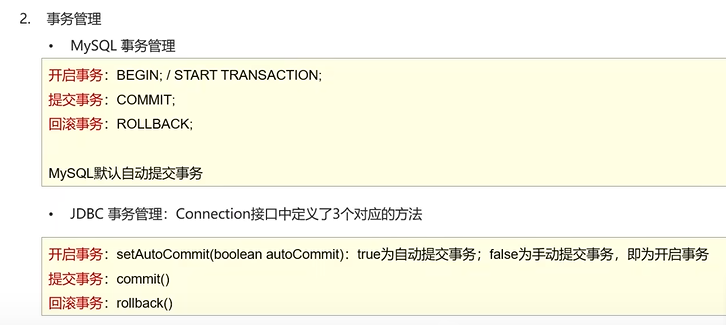 2. 事务管理
• MySQL 事务管理
开启事务：BEGIN; / START TRANSACTION;
提交事务：COMMIT;
回滚事务：ROLLBACK;
MySQL默认自动提交事务
• JDBC 事务管理：Connection接口中定义了3个对应的方法
开启事务：setAutoCommit(boolean autoCommit)：true为自动提交事务；false为手动提交事务，即为开启事务
提交事务：commit()
回滚事务：rollback()